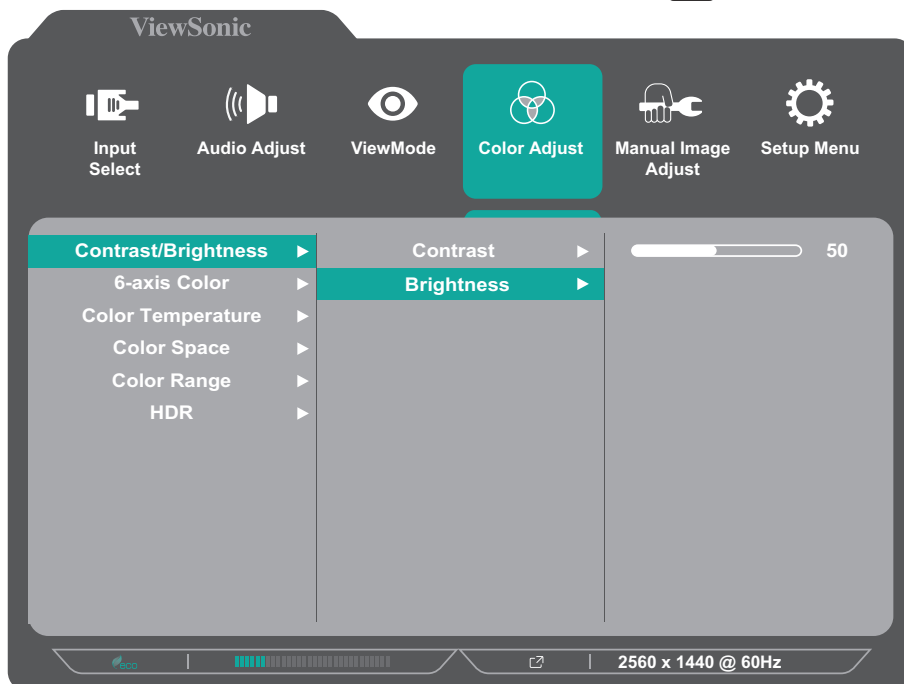 ViewSonic
Input Select
Audio Adjust
ViewMode
Color Adjust
Manual Image Adjust
Setup Menu
Contrast/Brightness
Contrast
50
6-axis Color
Brightness
Color Temperature
Color Space
Color Range
HDR
eco
2560 x 1440 @ 60Hz